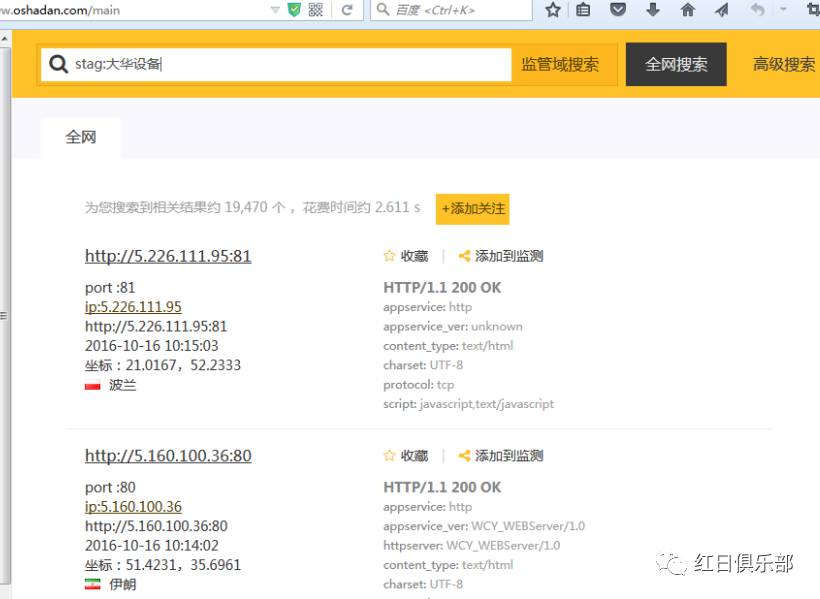 w.oshadan.com/main
百度 <Ctrl+K>
stag:大华设备
监管域搜索
全网搜索
高级搜索
全网
为您搜索到相关结果约 19,470 个 ，花费时间约 2.611 s
+添加关注
http://5.226.111.95:81
收藏 | 添加到监测
port :81
ip:5.226.111.95
http://5.226.111.95:81
2016-10-16 10:15:03
坐标：21.0167，52.2333
波兰
HTTP/1.1 200 OK
appservice: http
appservice_ver: unknown
content_type: text/html
charset: UTF-8
protocol: tcp
script: javascript,text/javascript
http://5.160.100.36:80
收藏 | 添加到监测
port :80
ip:5.160.100.36
http://5.160.100.36:80
2016-10-16 10:14:02
坐标：51.4231，35.6961
伊朗
HTTP/1.1 200 OK
appservice: http
appservice_ver: WCY_WEBServer/1.0
httpserver: WCY_WEBServer/1.0
content_type: text/html
charset: UTF-8
红日俱乐部